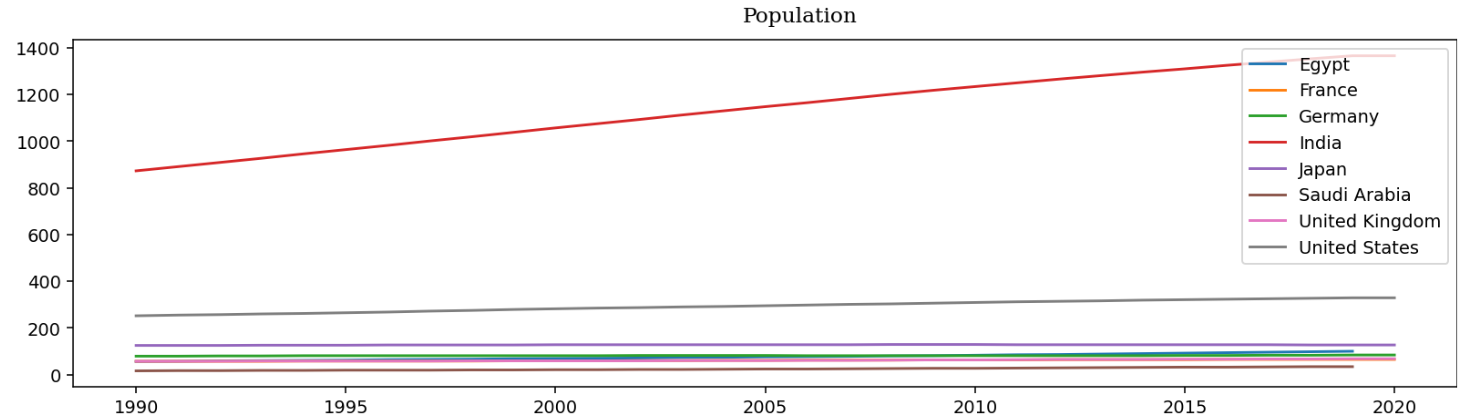 Population
1400
1200
1000
800
600
400
200
0
1990 1995 2000 2005 2010 2015 2020
Egypt
France
Germany
India
Japan
Saudi Arabia
United Kingdom
United States